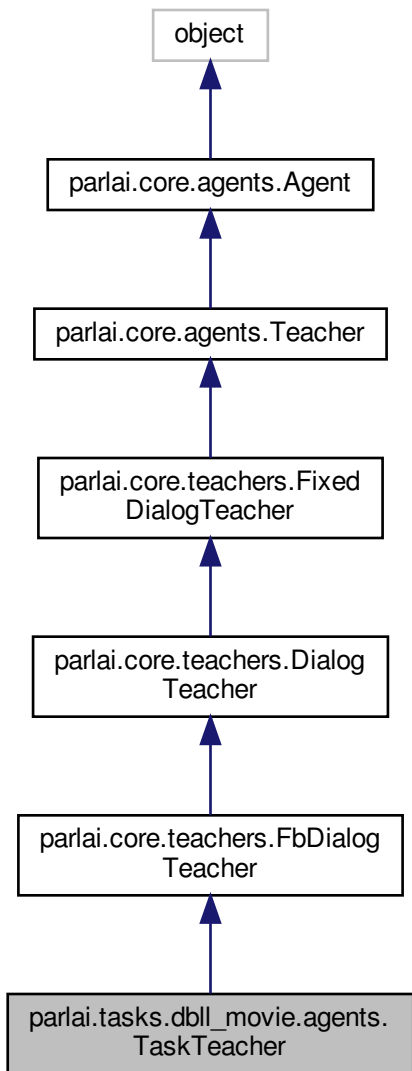 object
parlai.core.agents.Agent
parlai.core.agents.Teacher
parlai.core.teachers.Fixed
DialogTeacher
parlai.core.teachers.Dialog
Teacher
parlai.core.teachers.FbDialog
Teacher
parlai.tasks.dbll_movie.agents.
TaskTeacher